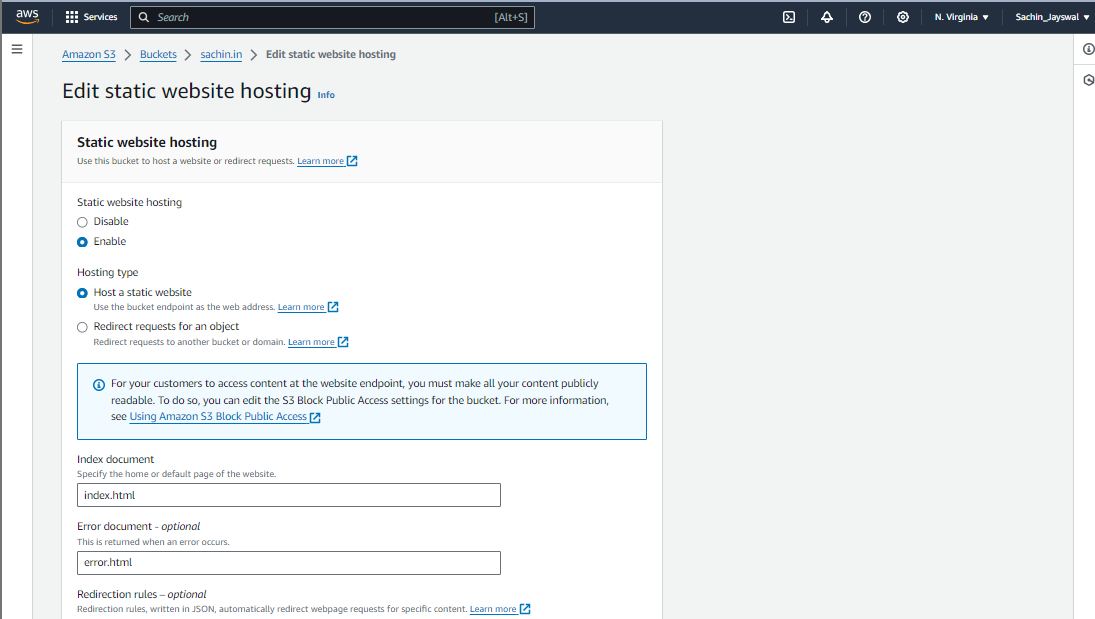 aws Services Search [Alt+S] N. Virginia Sachin_Jayswal
Amazon S3 > Buckets > sachin.in > Edit static website hosting
Edit static website hosting Info
Static website hosting
Use this bucket to host a website or redirect requests. Learn more
Static website hosting
Disable
Enable
Hosting type
Host a static website
Use the bucket endpoint as the web address. Learn more
Redirect requests for an object
Redirect requests to another bucket or domain. Learn more
For your customers to access content at the website endpoint, you must make all your content publicly
readable. To do so, you can edit the S3 Block Public Access settings for the bucket. For more information,
see Using Amazon S3 Block Public Access
Index document
Specify the home or default page of the website.
index.html
Error document - optional
This is returned when an error occurs.
error.html
Redirection rules – optional
Redirection rules, written in JSON, automatically redirect webpage requests for specific content. Learn more